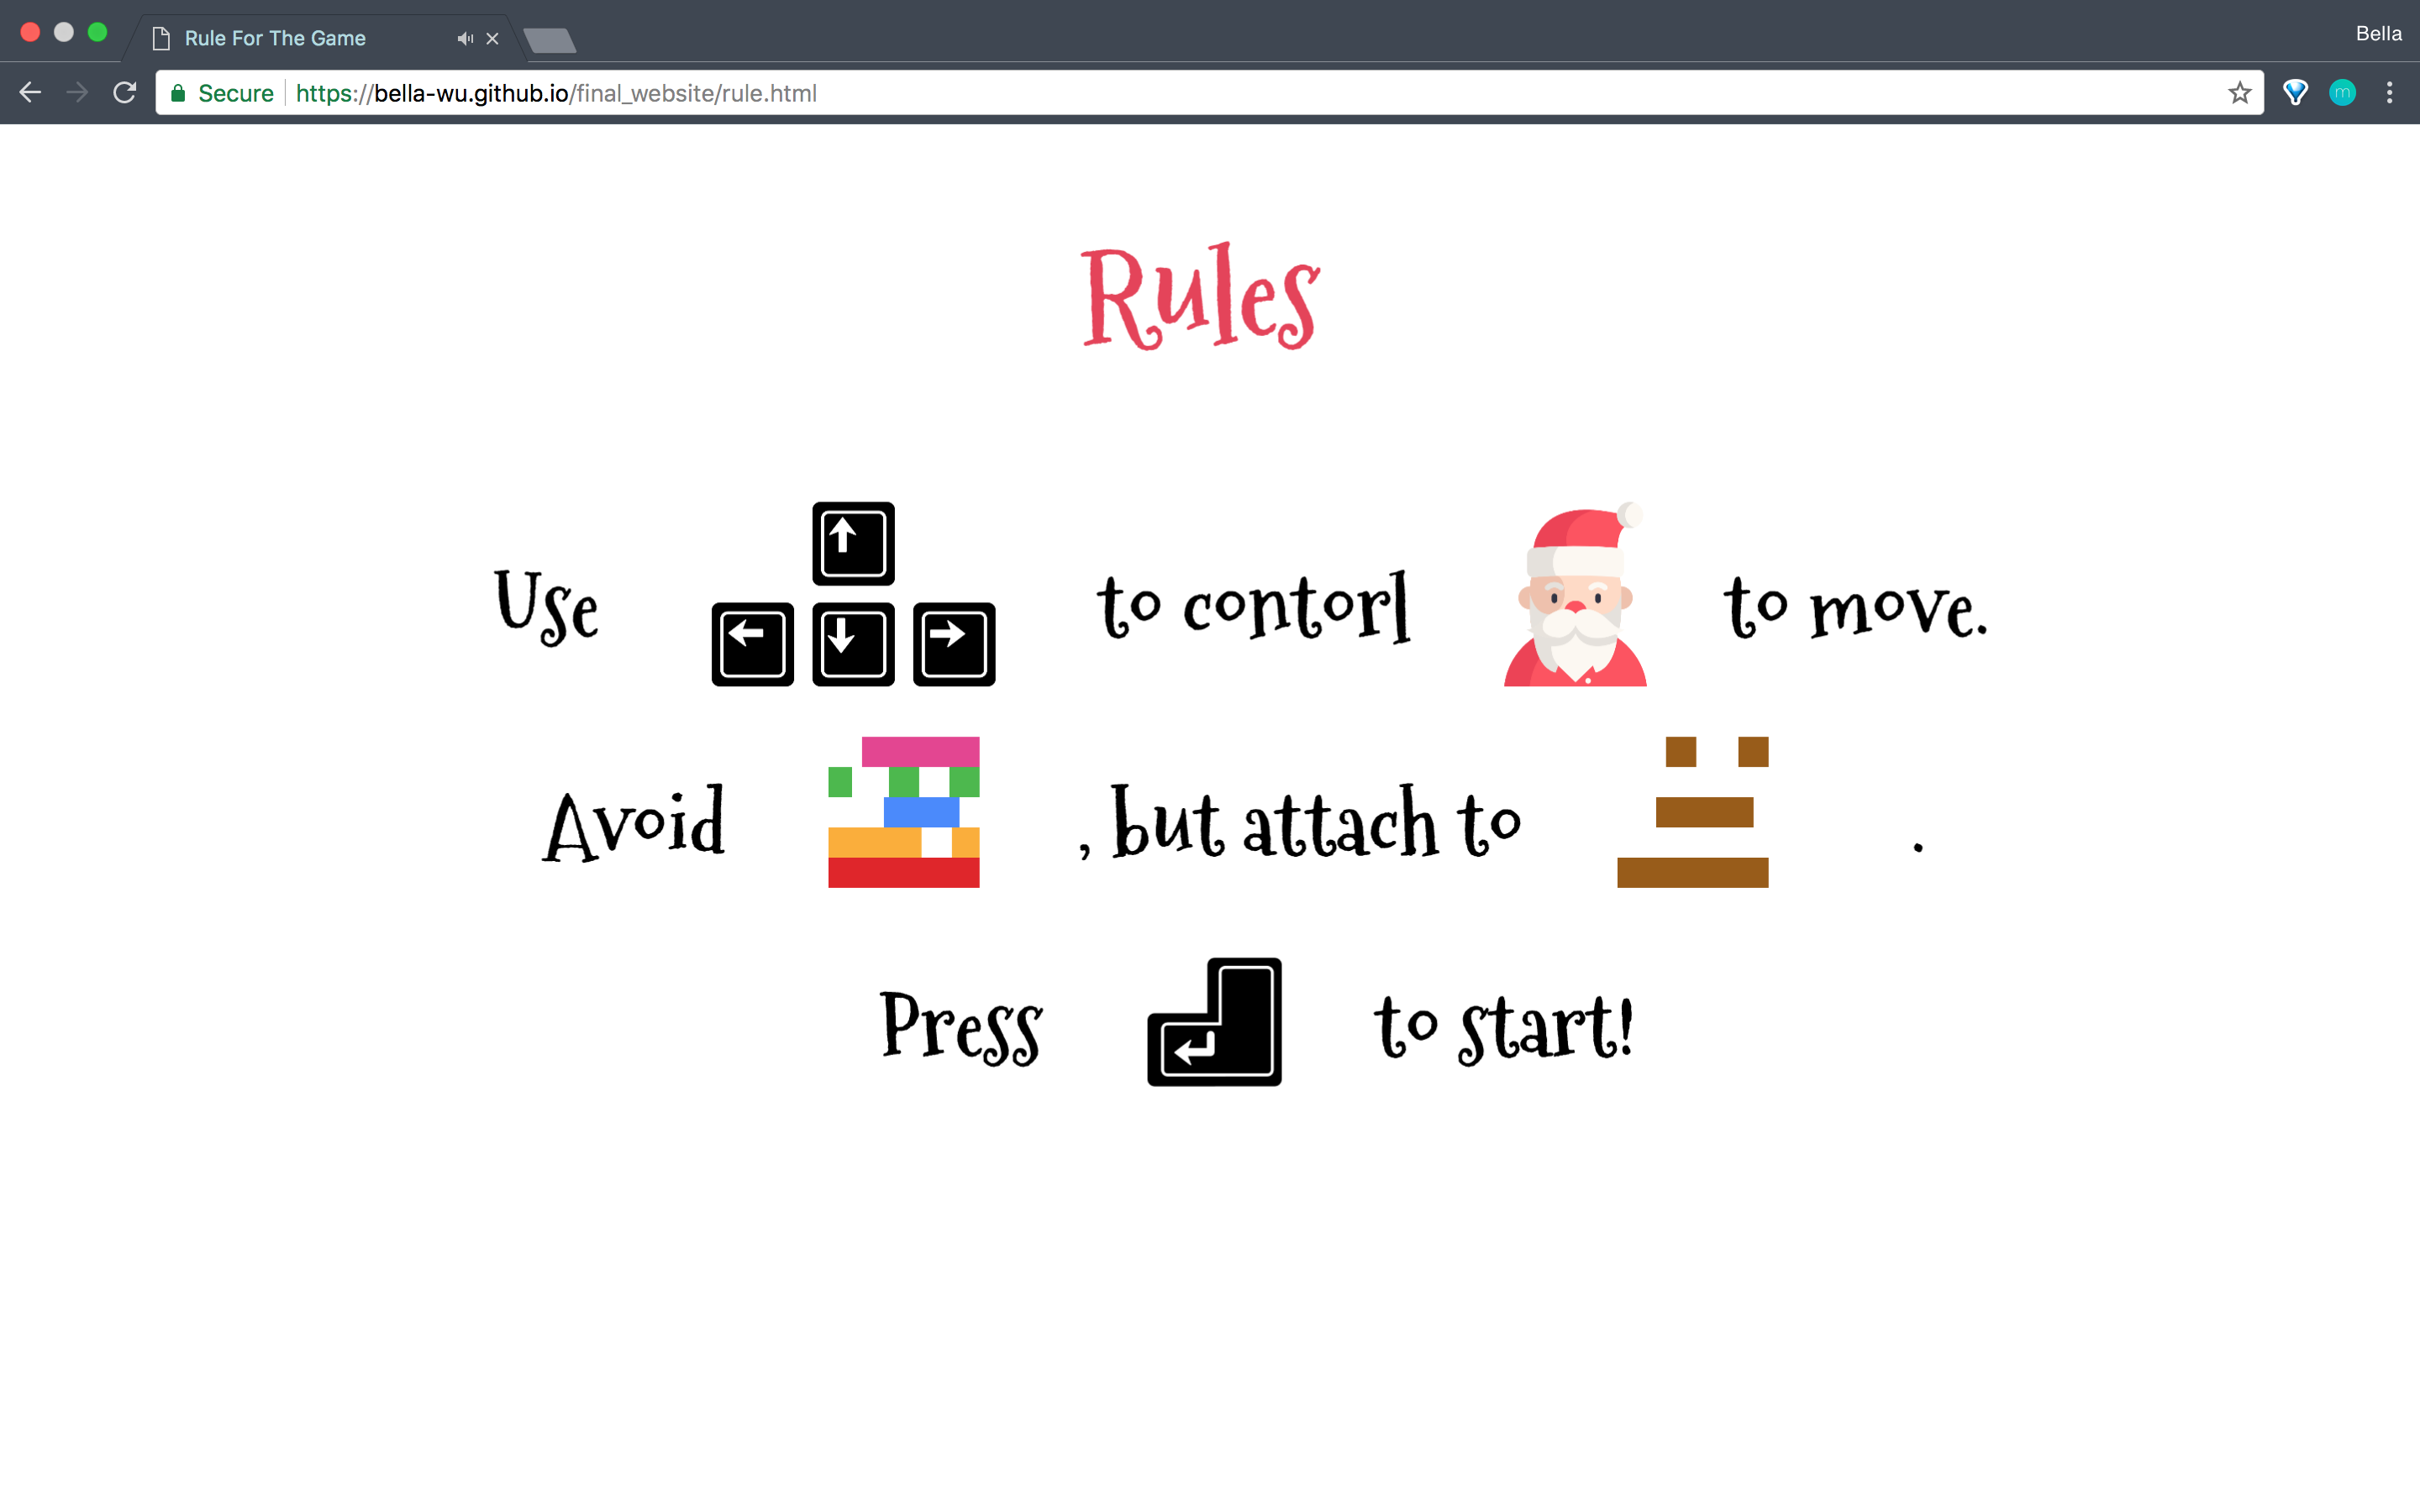 Rule For The Game
Bella
Secure https://bella-wu.github.io/final_website/rule.html
m
Rules
Use to contorl to move.
Avoid , but attach to .
Press to start!